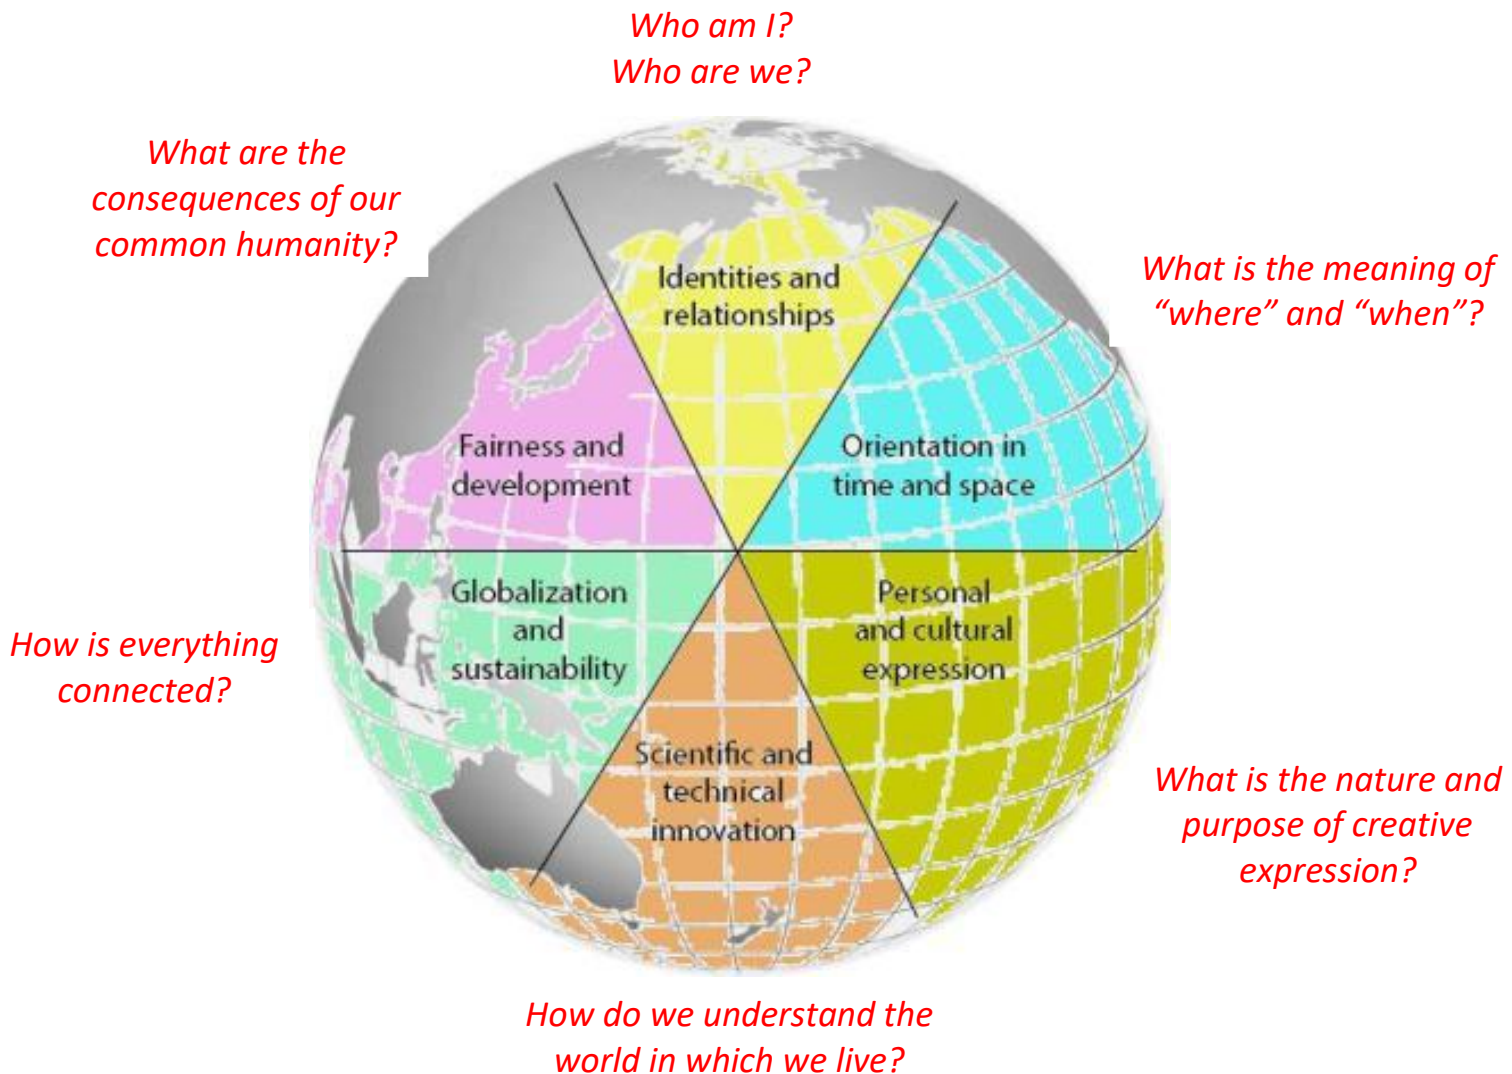 Who am I?
Who are we?
What are the
consequences of our
common humanity?
What is the meaning of
“where” and “when”?
Identities and
relationships
Fairness and
development
Orientation in
time and space
Globalization
and
sustainability
Personal
and cultural
expression
Scientific and
technical
innovation
How is everything
connected?
What is the nature and
purpose of creative
expression?
How do we understand the
world in which we live?